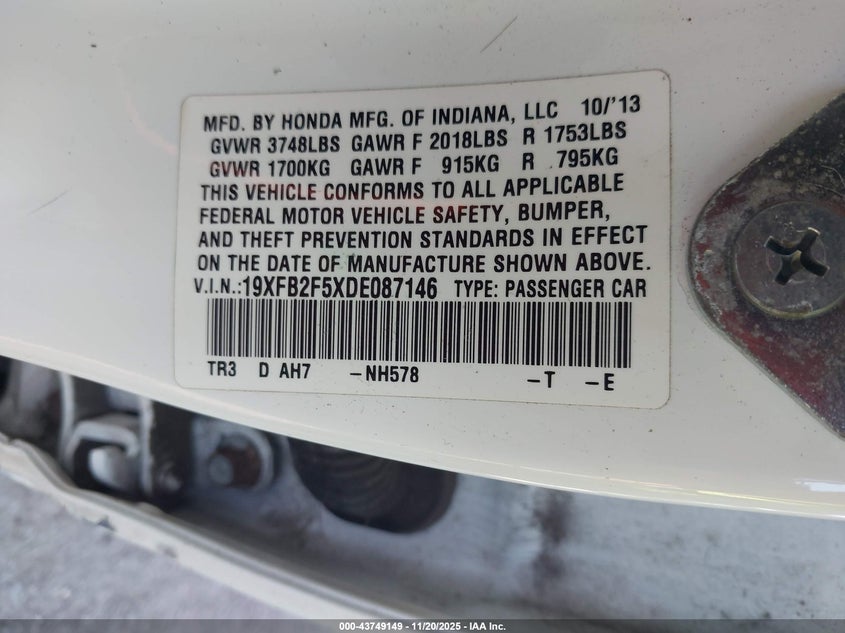 MFD. BY HONDA MFG. OF INDIANA, LLC 10/'13
GVWR 3748LBS GAWR F 2018LBS R 1753LBS
GVWR 1700KG GAWR F 915KG R 795KG
THIS VEHICLE CONFORMS TO ALL APPLICABLE
FEDERAL MOTOR VEHICLE SAFETY, BUMPER,
AND THEFT PREVENTION STANDARDS IN EFFECT
ON THE DATE OF MANUFACTURE SHOWN ABOVE.
V.I.N.:19XFB2F5XDE087146 TYPE: PASSENGER CAR
TR3 D AH7 -NH578 -T -E
000-43749149 - 11/20/2025 - IAA Inc.